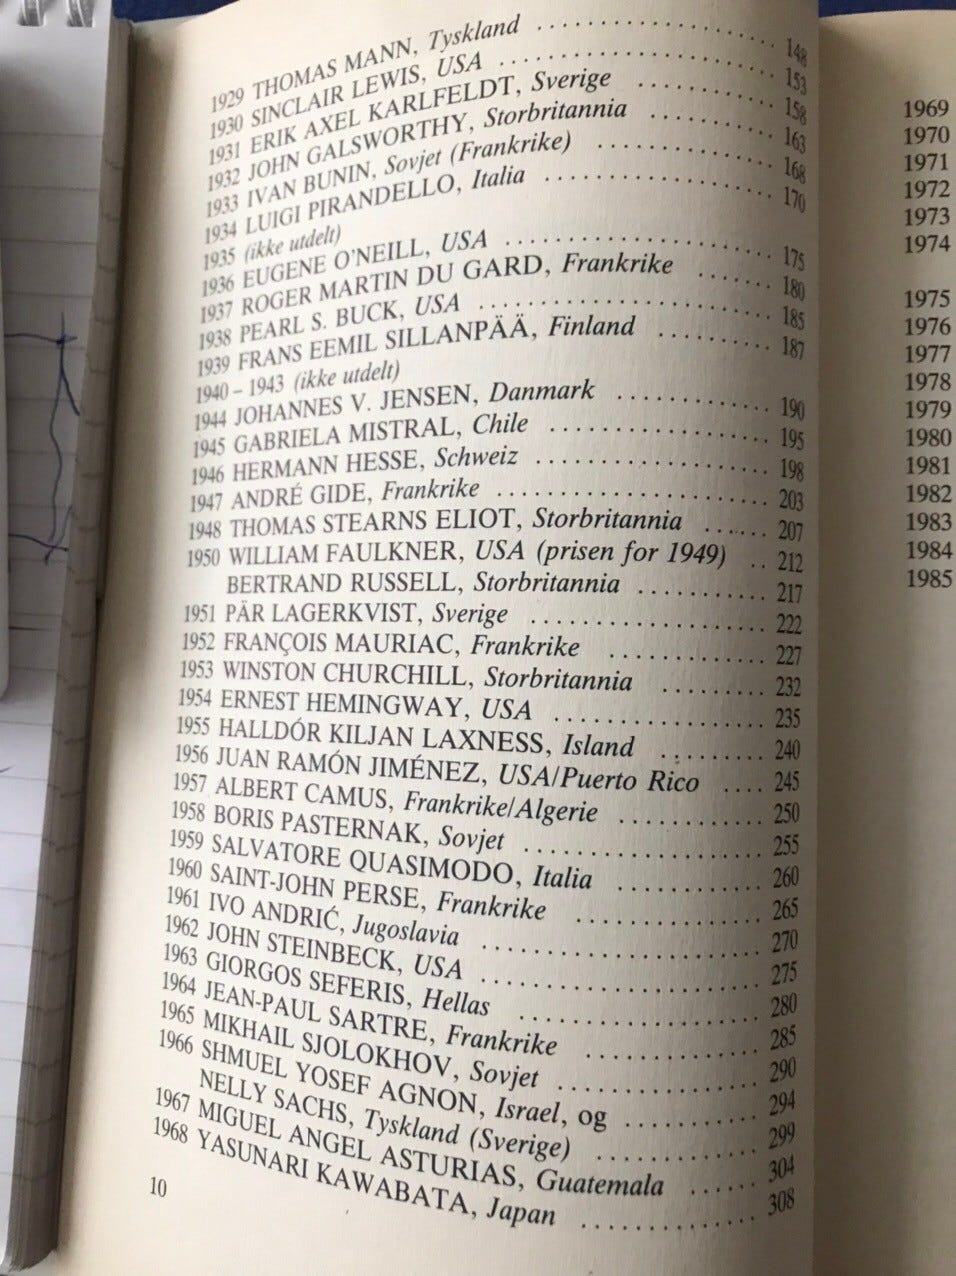 1929 THOMAS MANN, Tyskland .................... 148
1930 SINCLAIR LEWIS, USA .................... 153
1931 ERIK AXEL KARLFELDT, Sverige ............ 158
1932 JOHN GALSWORTHY, Storbritannia ............ 163
1933 IVAN BUNIN, Sovjet (Frankrike) ............ 168
1934 LUIGI PIRANDELLO, Italia ................ 170
1935 (ikke utdelt)
1936 EUGENE O'NEILL, USA .................... 175
1937 ROGER MARTIN DU GARD, Frankrike ........ 180
1938 PEARL S. BUCK, USA .................... 185
1939 FRANS EEMIL SILLANPÄÄ, Finland ........ 187
1940 – 1943 (ikke utdelt)
1944 JOHANNES V. JENSEN, Danmark ............ 190
1945 GABRIELA MISTRAL, Chile ................ 195
1946 HERMANN HESSE, Schweiz ................ 198
1947 ANDRÉ GIDE, Frankrike .................... 203
1948 THOMAS STEARNS ELIOT, Storbritannia ...... 207
1950 WILLIAM FAULKNER, USA (prisen for 1949) .. 212
BERTRAND RUSSELL, Storbritannia ............ 217
1951 PÄR LAGERKVIST, Sverige ................ 222
1952 FRANÇOIS MAURIAC, Frankrike ............ 227
1953 WINSTON CHURCHILL, Storbritannia ........ 232
1954 ERNEST HEMINGWAY, USA ................ 235
1955 HALLDÓR KILJAN LAXNESS, Island ........ 240
1956 JUAN RAMÓN JIMÉNEZ, USA/Puerto Rico .... 245
1957 ALBERT CAMUS, Frankrike/Algerie ............ 250
1958 BORIS PASTERNAK, Sovjet ................ 255
1959 SALVATORE QUASIMODO, Italia ............ 260
1960 SAINT-JOHN PERSE, Frankrike ............ 265
1961 IVO ANDRIĆ, Jugoslavia .................... 270
1962 JOHN STEINBECK, USA .................... 275
1963 GIORGOS SEFERIS, Hellas ................ 280
1964 JEAN-PAUL SARTRE, Frankrike ............ 285
1965 MIKHAIL SJOLOKHOV, Sovjet ............ 290
1966 SHMUEL YOSEF AGNON, Israel, og ........ 294
NELLY SACHS, Tyskland (Sverige) ............ 299
1967 MIGUEL ANGEL ASTURIAS, Guatemala ...... 304
1968 YASUNARI KAWABATA, Japan ............ 308
10
1969
1970
1971
1972
1973
1974
1975
1976
1977
1978
1979
1980
1981
1982
1983
1984
1985